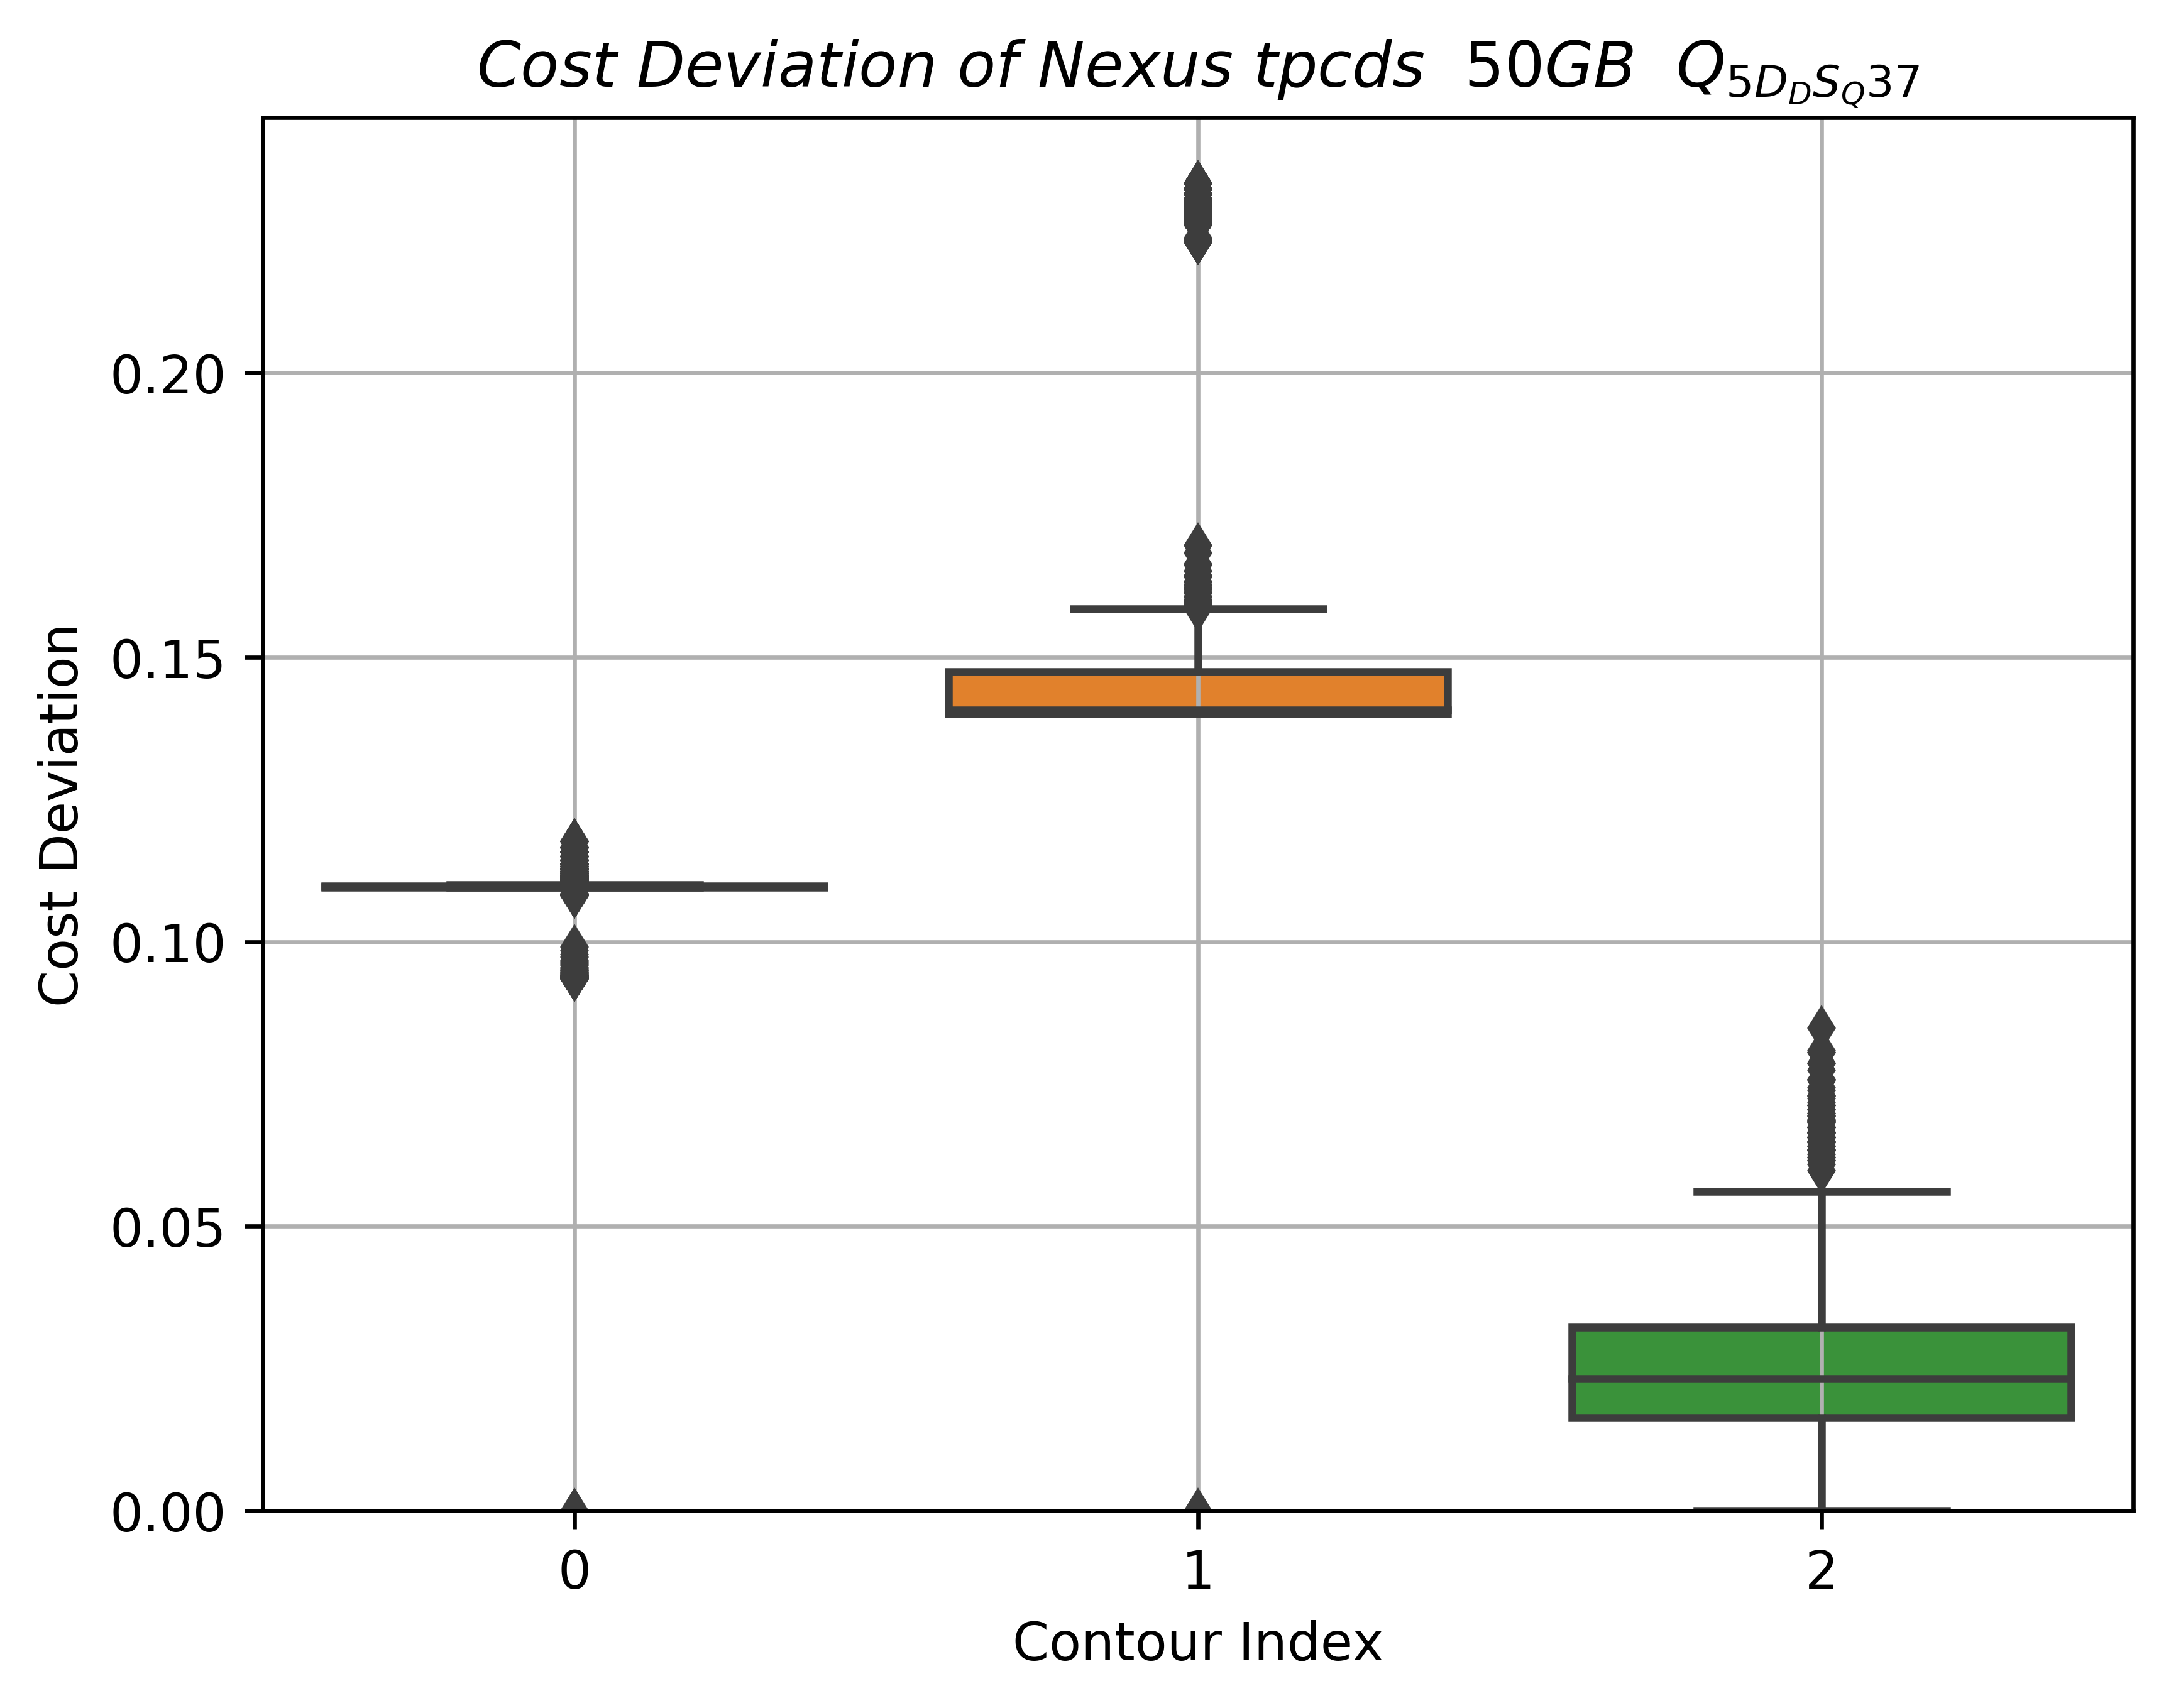 Cost Deviation of Nexus tpcds 50GB Q5DDSQ37
Cost Deviation
0.20
0.15
0.10
0.05
0.00
0 1 2
Contour Index